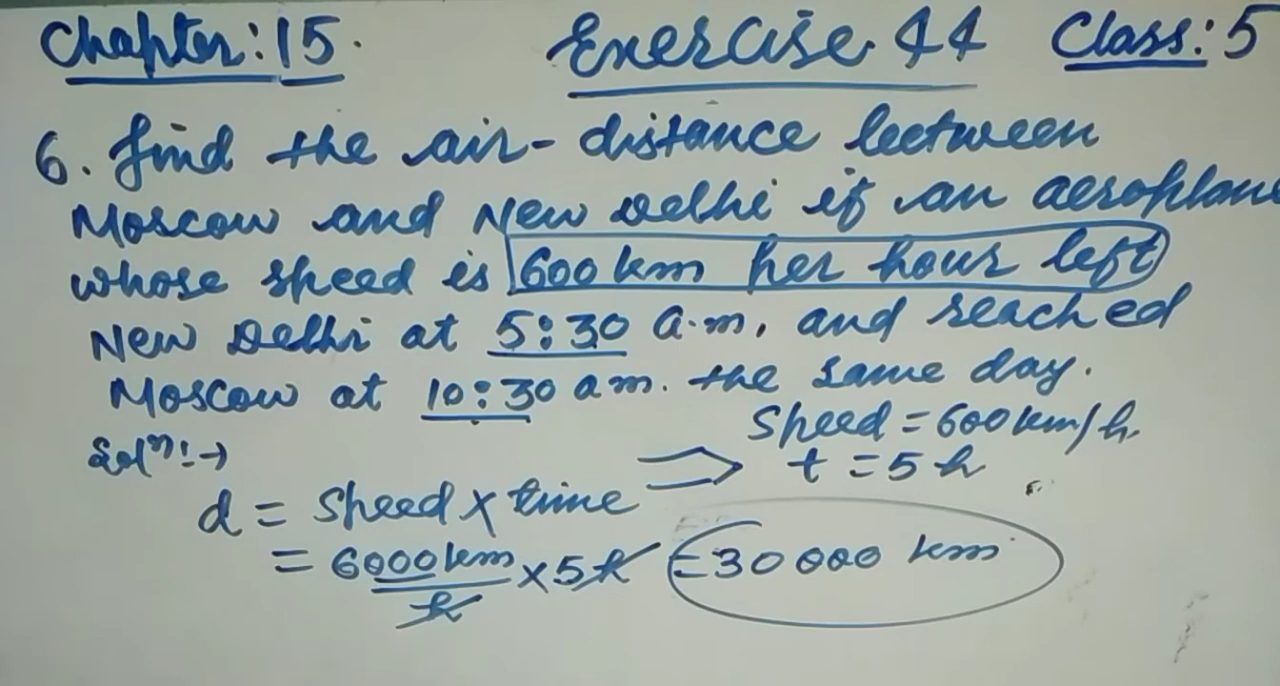 Chapter:15. Exercise 44 Class:5
6. find the air-distance between
Moscow and New Delhi if an aeroplane
whose speed is 600 km per hour left
New Delhi at 5:30 a.m. and reached
Moscow at 10:30 am. the same day.
Solⁿ:→
Speed = 600 km/h.
d = Speed × time ⇒ t = 5 h
= 6000 km/h × 5 h = 30000 km